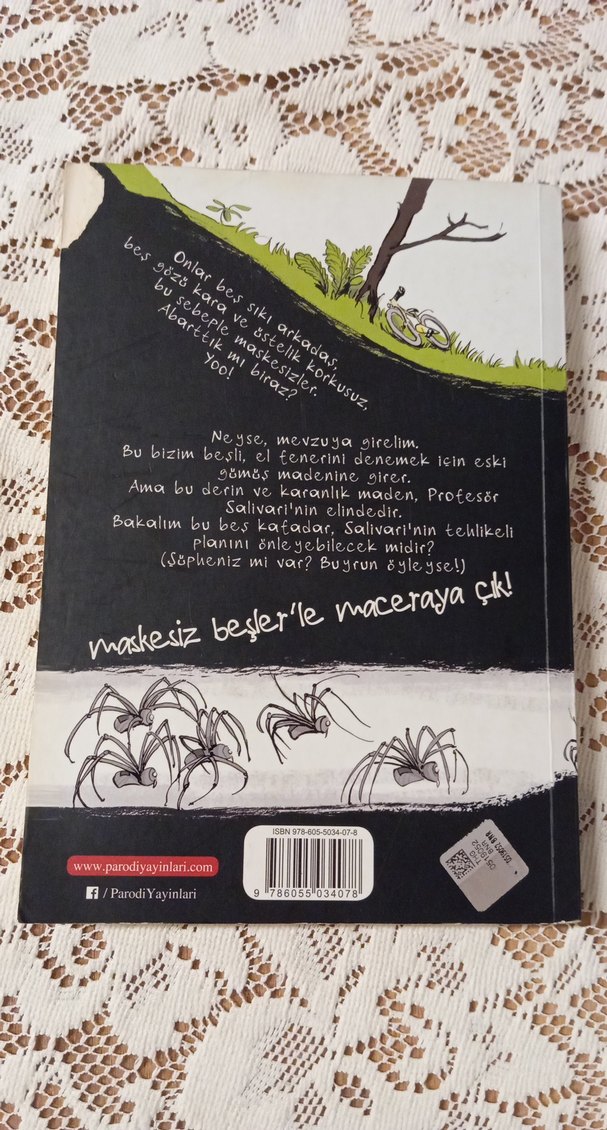 Onlar beş sıkı arkadaş,
beş gözü kara ve üstelik korkusuz,
bu sebeple maskesizler.
Abarttık mı biraz?
Yoo!
Neyse, mevzuya girelim.
Bu bizim beşli, el fenerini denemek için eski
gümüş madenine girer.
Ama bu derin ve karanlık maden, Profesör
Salivari'nin elindedir.
Bakalım bu beş kafadar, Salivari'nin tehlikeli
planını önleyebilecek midir?
(Şüpheniz mi var? Buyrun öyleyse!)
maskesiz beşler'le maceraya çık!
ISBN 978-605-5034-07-8
9 786055 034078
www.parodiyayinlari.com
f / ParodiYayinlari